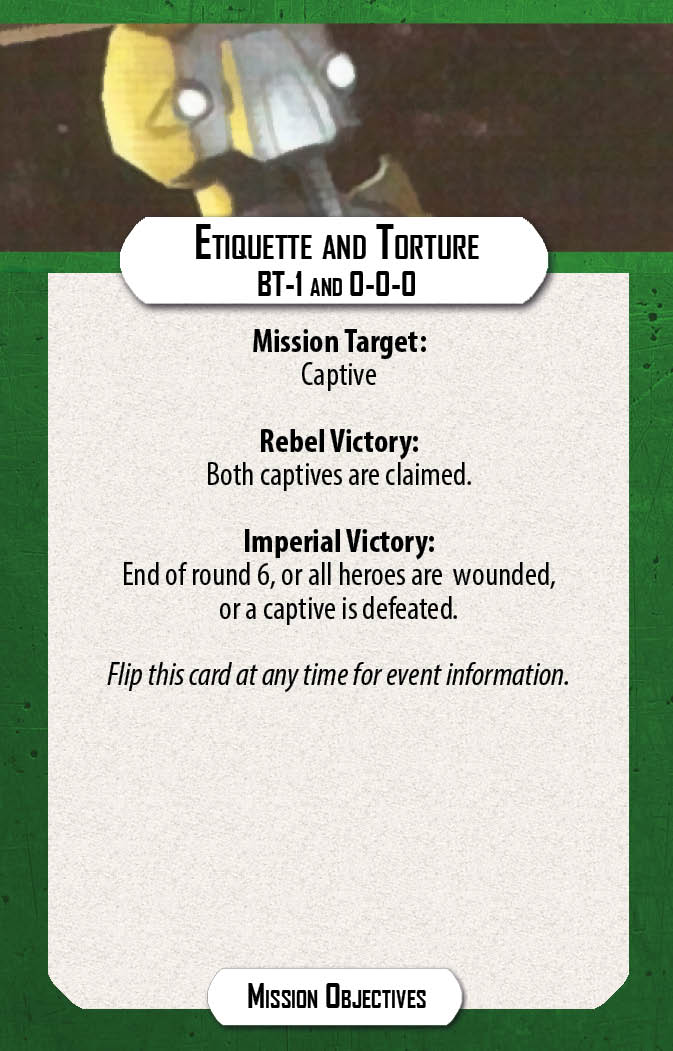 Etiquette and Torture
BT-1 and 0-0-0
Mission Target:
Captive
Rebel Victory:
Both captives are claimed.
Imperial Victory:
End of round 6, or all heroes are wounded,
or a captive is defeated.
Flip this card at any time for event information.
Mission Objectives